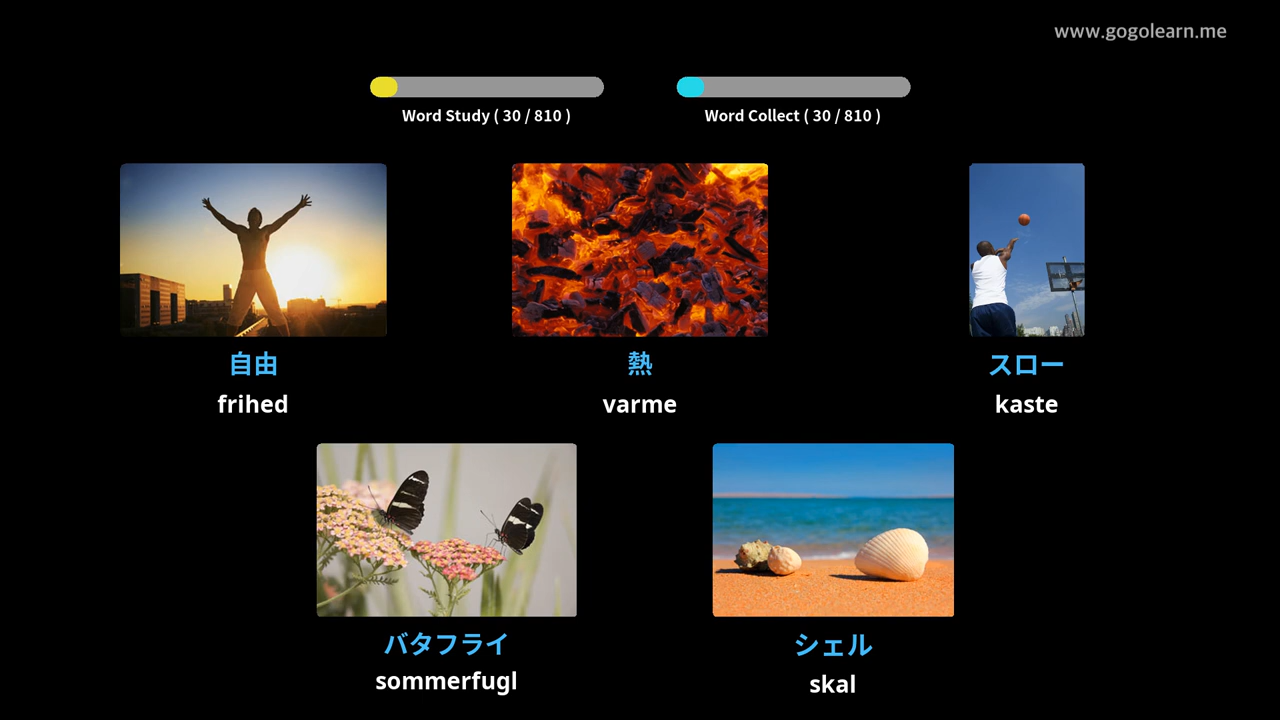 www.gogolearn.me
Word Study ( 30 / 810 )
Word Collect ( 30 / 810 )
自由
frihed
熱
varme
スロー
kaste
バタフライ
sommerfugl
シェル
skal